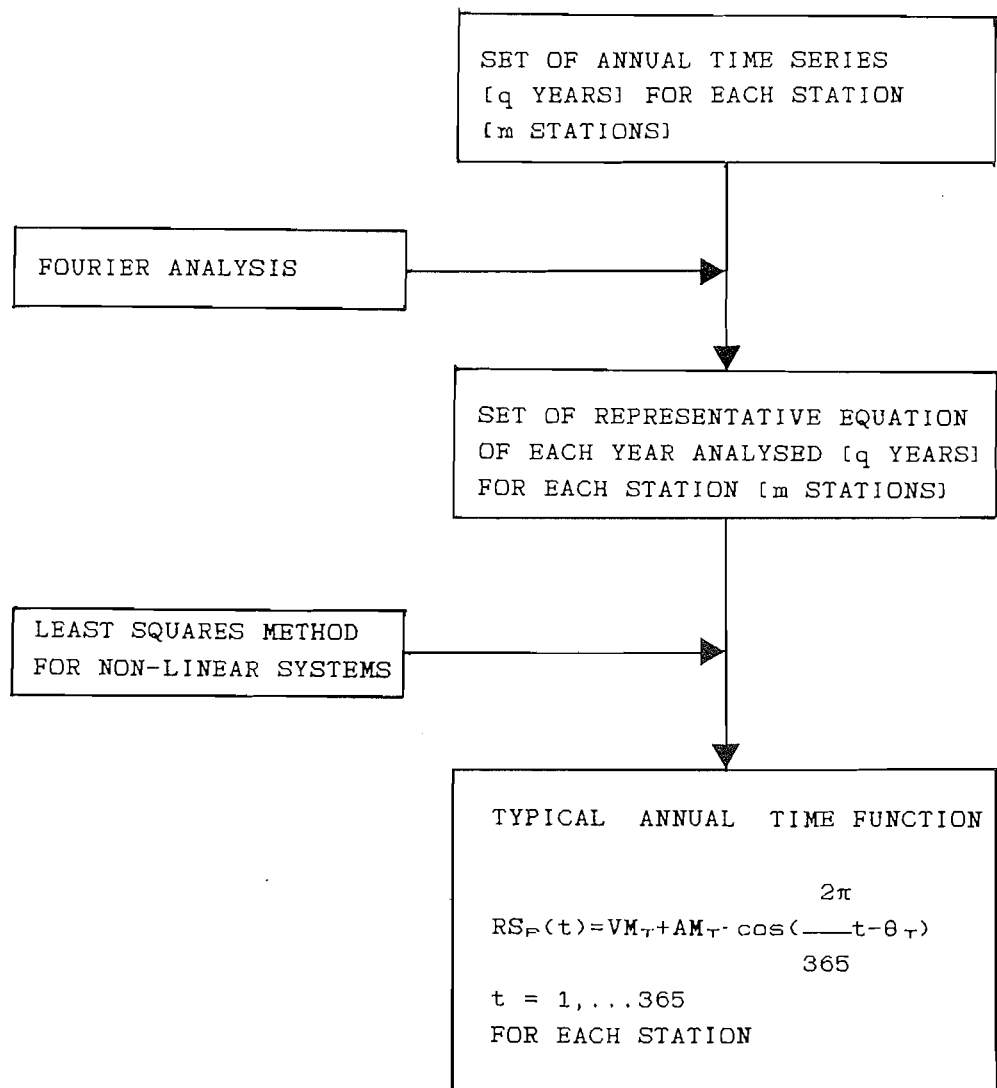 SET OF ANNUAL TIME SERIES
[q YEARS] FOR EACH STATION
[m STATIONS]
FOURIER ANALYSIS
SET OF REPRESENTATIVE EQUATION
OF EACH YEAR ANALYSED [q YEARS]
FOR EACH STATION [m STATIONS]
LEAST SQUARES METHOD
FOR NON-LINEAR SYSTEMS
TYPICAL ANNUAL TIME FUNCTION
2π
RSP(t)=VMT+AMT· cos(___t-θT)
365
t = 1,...365
FOR EACH STATION